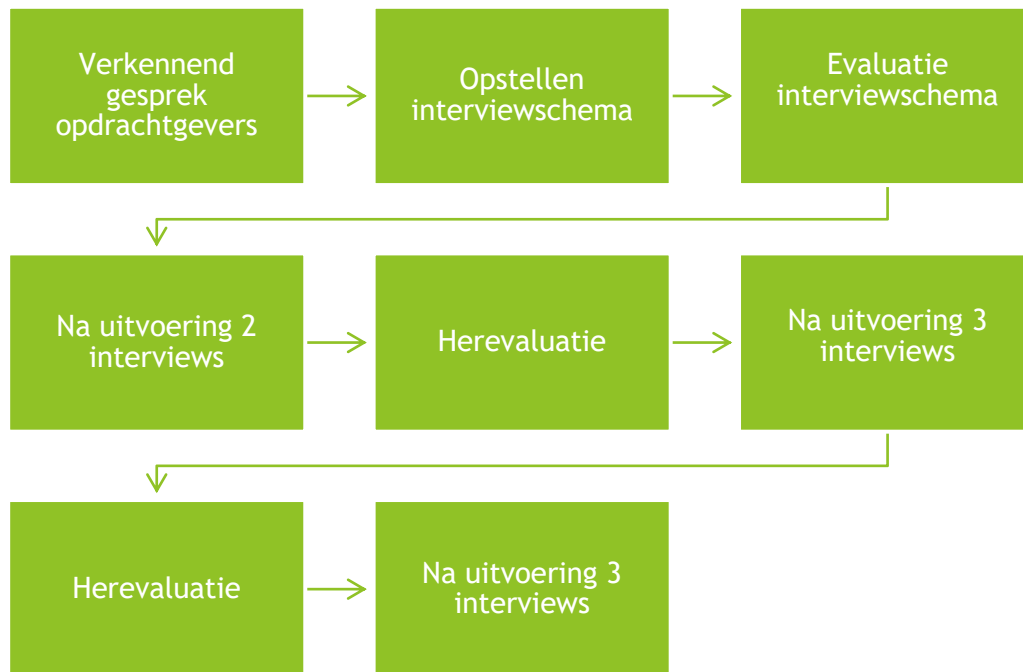 Verkennend
gesprek
opdrachtgevers
Opstellen
interviewschema
Evaluatie
interviewschema
Na uitvoering 2
interviews
Herevaluatie
Na uitvoering 3
interviews
Herevaluatie
Na uitvoering 3
interviews